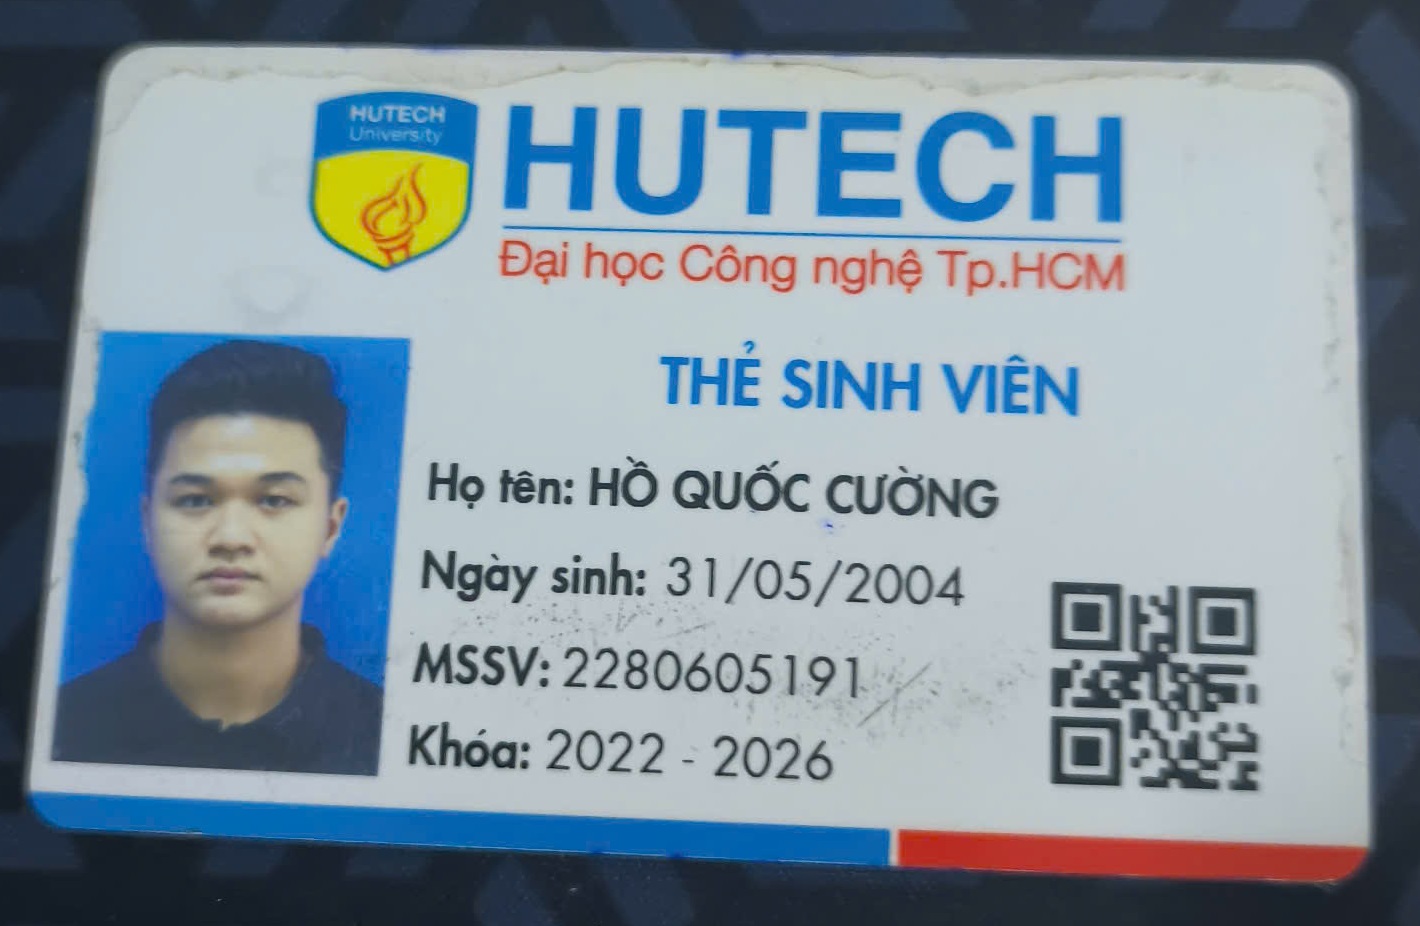 HUTECH
University
HUTECH
Đại học Công nghệ Tp.HCM
THẺ SINH VIÊN
Họ tên: HỒ QUỐC CƯỜNG
Ngày sinh: 31/05/2004
MSSV: 2280605191
Khóa: 2022 - 2026